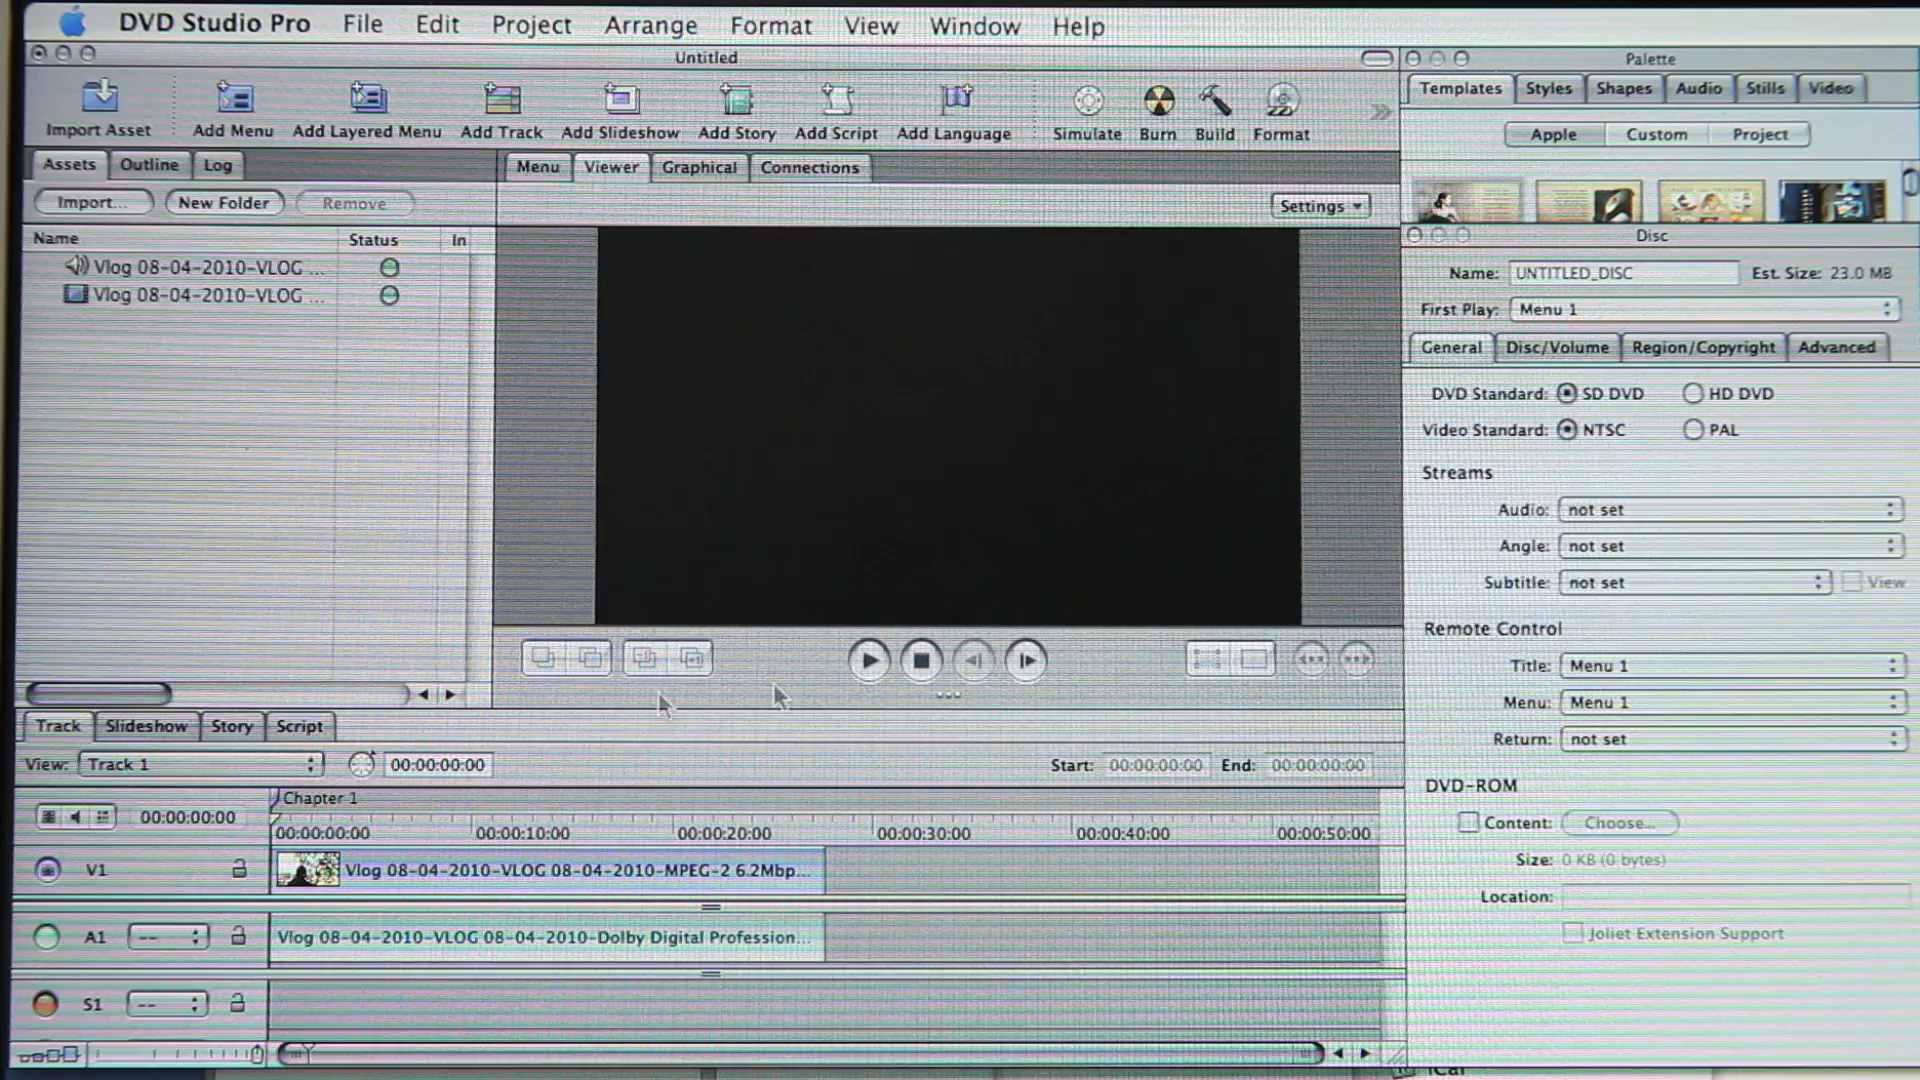 DVD Studio Pro File Edit Project Arrange Format View Window Help
Untitled
Import Asset Add Menu Add Layered Menu Add Track Add Slideshow Add Story Add Script Add Language Simulate Burn Build Format
Assets Outline Log
Import... New Folder Remove
Name Status In
Vlog 08-04-2010-VLOG ...
Vlog 08-04-2010-VLOG ...
Menu Viewer Graphical Connections
Settings
Palette
Templates Styles Shapes Audio Stills Video
Apple Custom Project
Disc
Name: UNTITLED_DISC Est. Size: 23.0 MB
First Play: Menu 1
General Disc/Volume Region/Copyright Advanced
DVD Standard: SD DVD HD DVD
Video Standard: NTSC PAL
Streams
Audio: not set
Angle: not set
Subtitle: not set View
Remote Control
Title: Menu 1
Menu: Menu 1
Return: not set
DVD-ROM
Content: Choose...
Size: 0 KB (0 bytes)
Location:
Joliet Extension Support
Track Slideshow Story Script
View: Track 1 00:00:00:00 Start: 00:00:00:00 End: 00:00:00:00
Chapter 1
00:00:00:00 00:00:00:00 00:00:10:00 00:00:20:00 00:00:30:00 00:00:40:00 00:00:50:00
V1 Vlog 08-04-2010-VLOG 08-04-2010-MPEG-2 6.2Mbp...
A1 -- Vlog 08-04-2010-VLOG 08-04-2010-Dolby Digital Profession...
S1 --